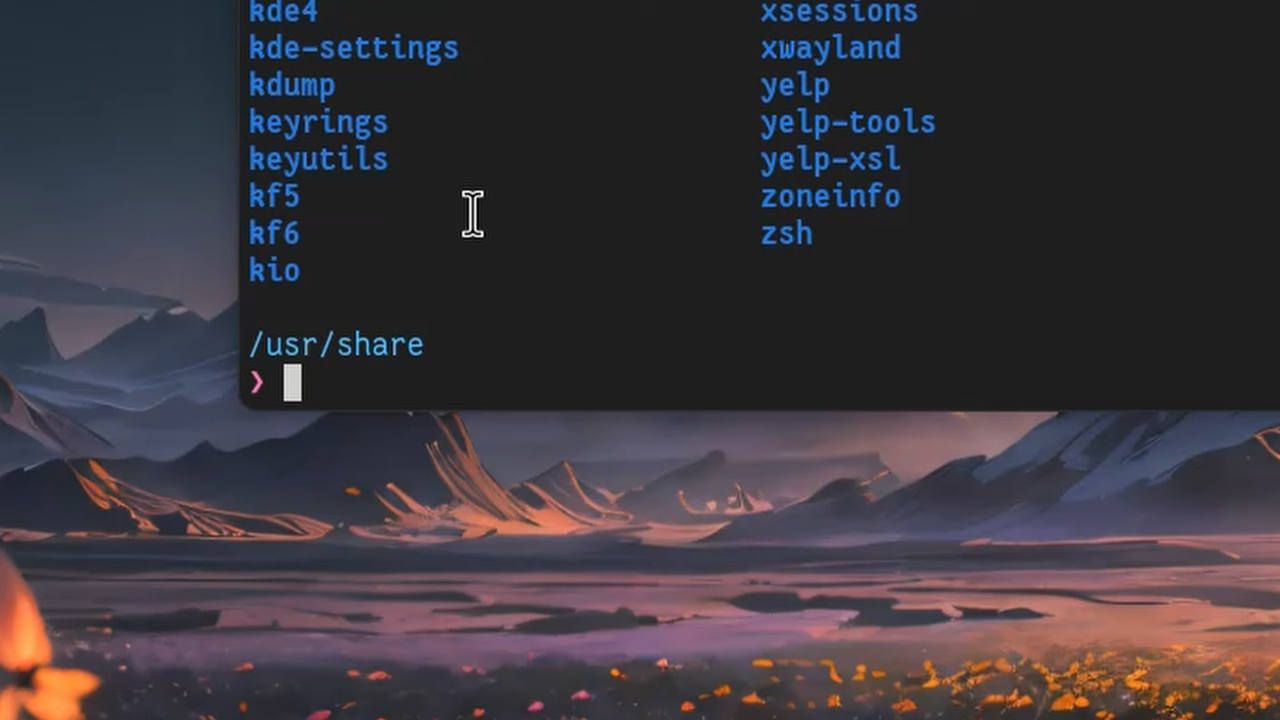 kde4 xsessions
kde-settings xwayland
kdump yelp
keyrings yelp-tools
keyutils yelp-xsl
kf5 zoneinfo
kf6 zsh
kio
/usr/share
❯